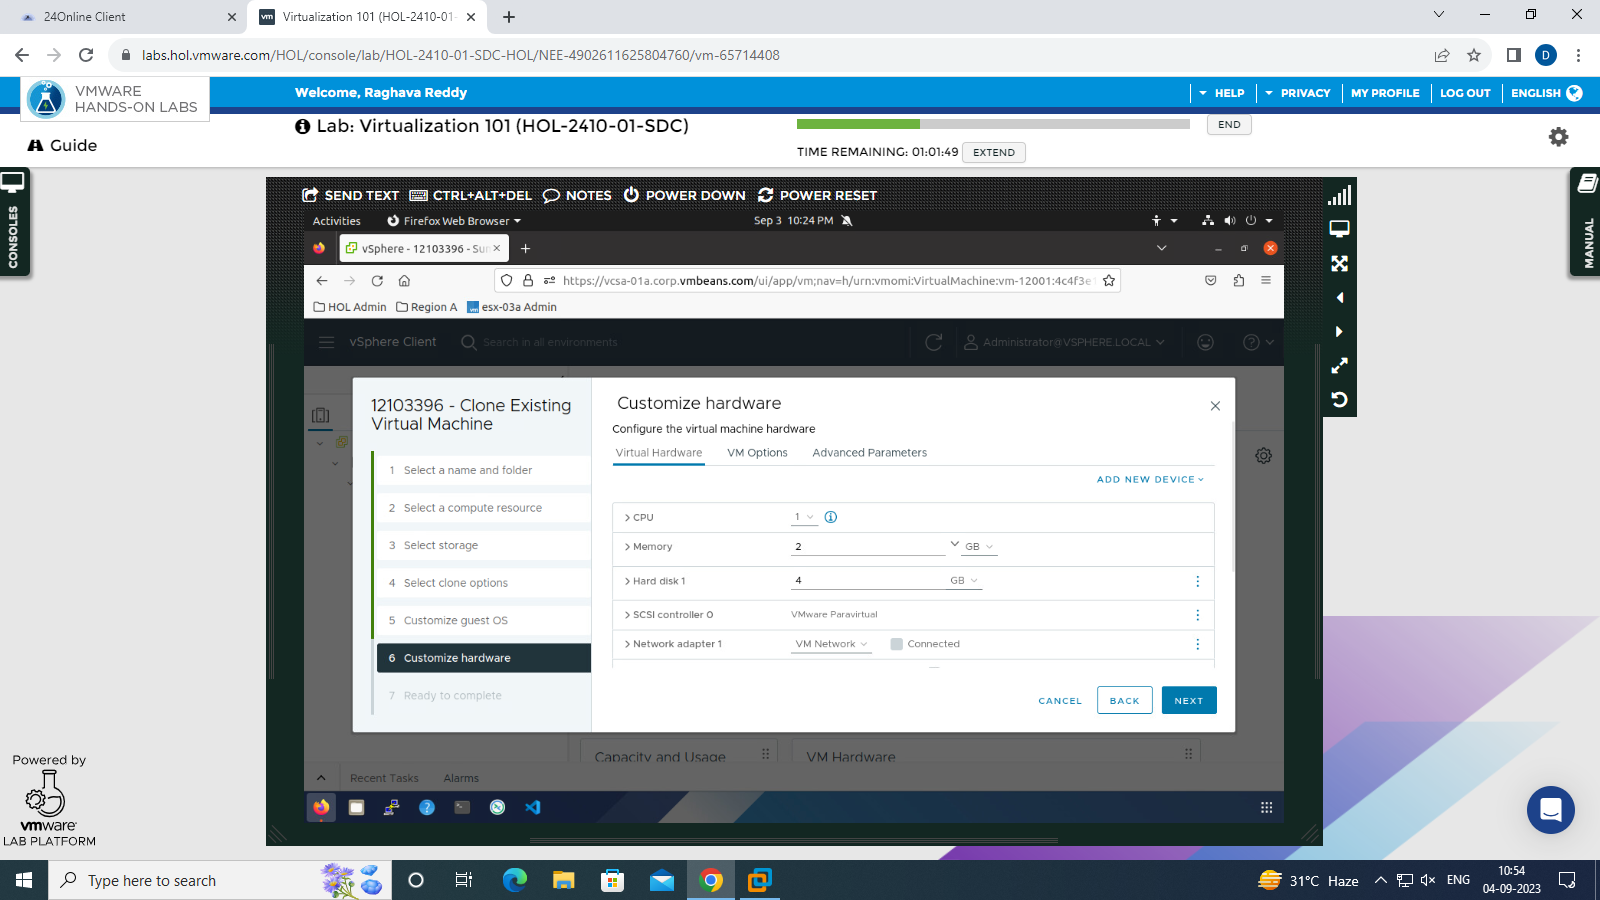 24Online Client
Virtualization 101 (HOL-2410-01-
labs.hol.vmware.com/HOL/console/lab/HOL-2410-01-SDC-HOL/NEE-4902611625804760/vm-65714408
D
VMWARE
HANDS-ON LABS
Welcome, Raghava Reddy
HELP
PRIVACY
MY PROFILE
LOG OUT
ENGLISH
Guide
Lab: Virtualization 101 (HOL-2410-01-SDC)
END
TIME REMAINING: 01:01:49
EXTEND
CONSOLES
MANUAL
SEND TEXT
CTRL+ALT+DEL
NOTES
POWER DOWN
POWER RESET
Activities
Firefox Web Browser
Sep 3 10:24 PM
vSphere - 12103396 - Sum
https://vcsa-01a.corp.vmbeans.com/ui/app/vm;nav=h/urn:vmomi:VirtualMachine:vm-12001:4c4f3e1
HOL Admin
Region A
vm
esx-03a Admin
vSphere Client
Search in all environments
Administrator@VSPHERE.LOCAL
12103396 - Clone Existing
Virtual Machine
1 Select a name and folder
2 Select a compute resource
3 Select storage
4 Select clone options
5 Customize guest OS
6 Customize hardware
7 Ready to complete
Customize hardware
Configure the virtual machine hardware
Virtual Hardware
VM Options
Advanced Parameters
ADD NEW DEVICE
CPU 1
Memory 2 GB
Hard disk 1 4 GB
SCSI controller 0 VMware Paravirtual
Network adapter 1 VM Network Connected
CANCEL
BACK
NEXT
Capacity and Usage
VM Hardware
Recent Tasks
Alarms
Powered by
vmware
LAB PLATFORM
Type here to search
31°C Haze
ENG
10:54
04-09-2023